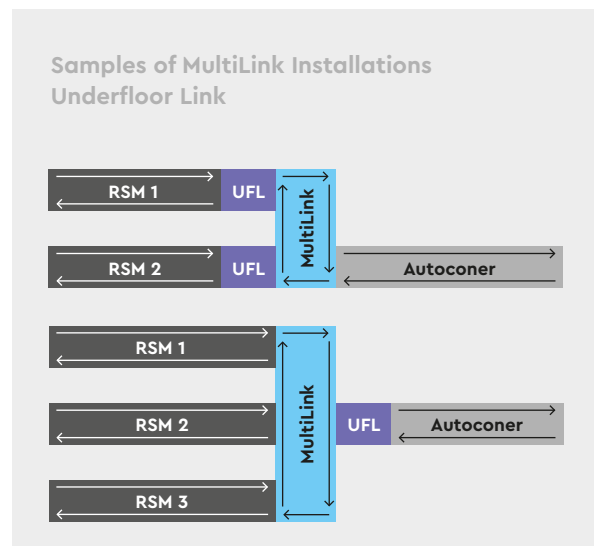 Samples of MultiLink Installations
Underfloor Link
RSM 1 UFL
MultiLink
RSM 2 UFL Autoconer
RSM 1
MultiLink
RSM 2 UFL Autoconer
RSM 3